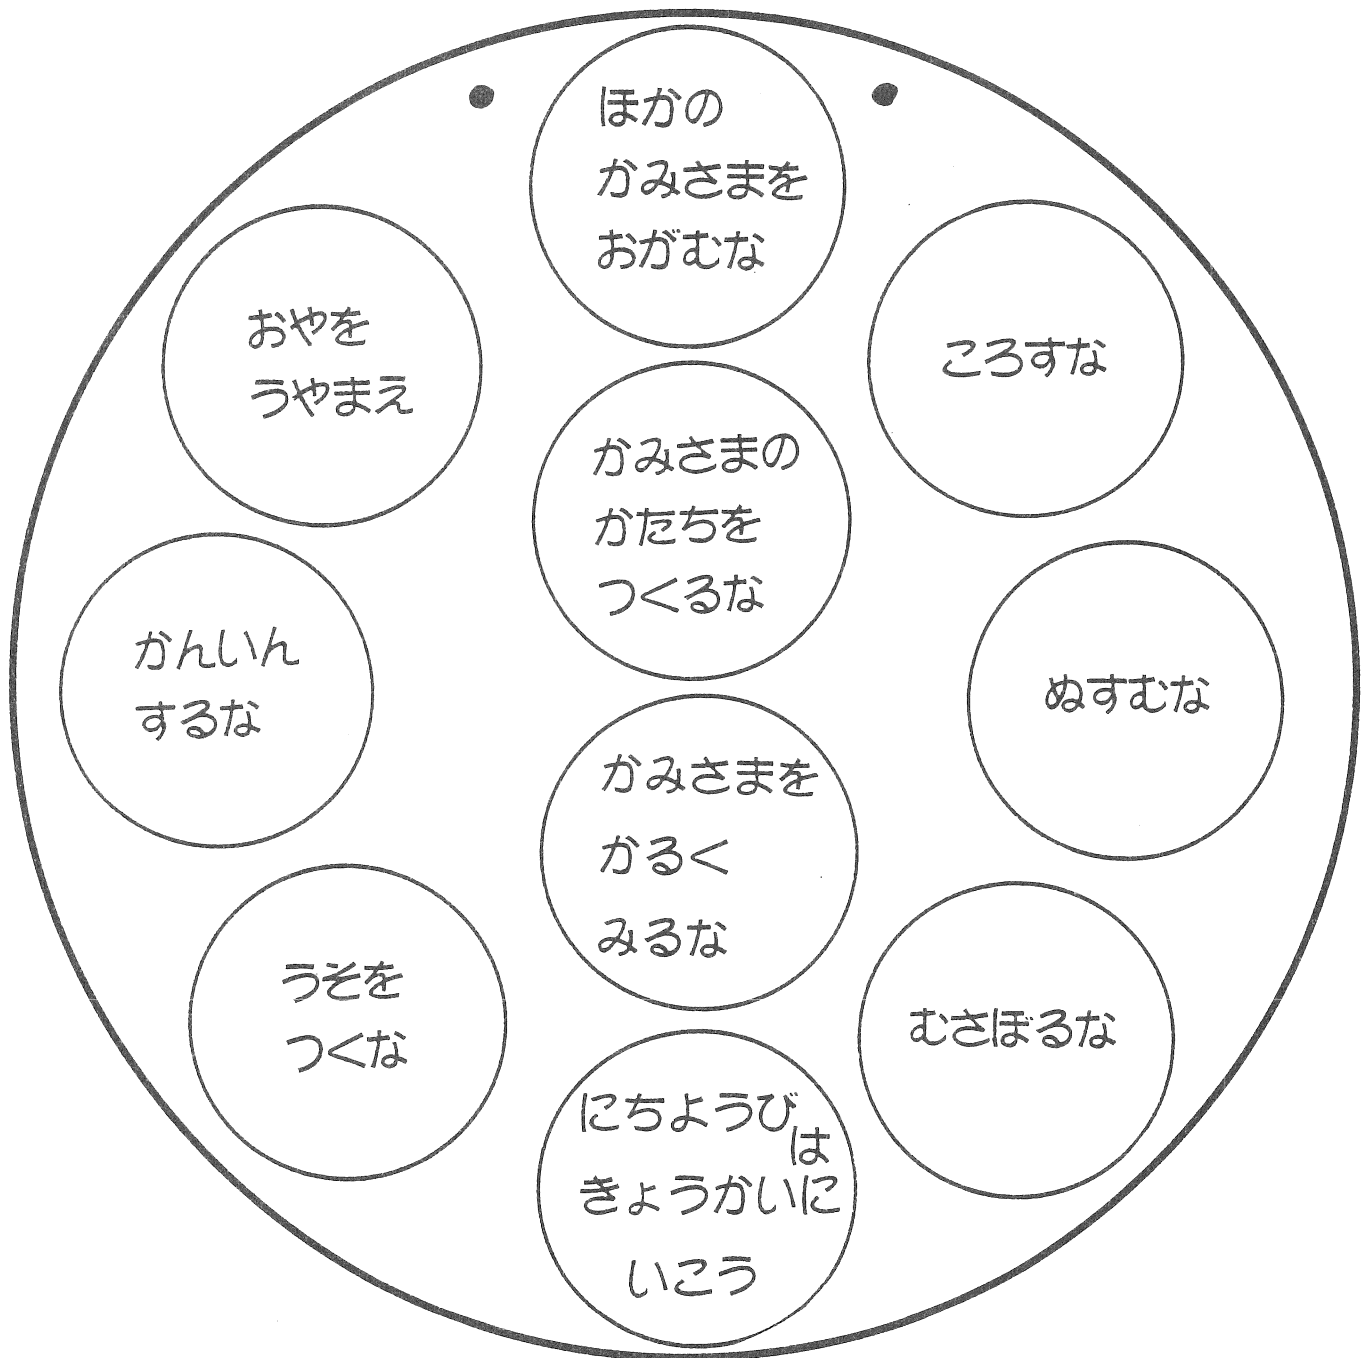 ほかの
かみさまを
おがむな
おやを
うやまえ
ころすな
かみさまの
かたちを
つくるな
かんいん
するな
ぬすむな
かみさまを
かるく
みるな
うそを
つくな
むさぼるな
にちようびは
きょうかいに
いこう